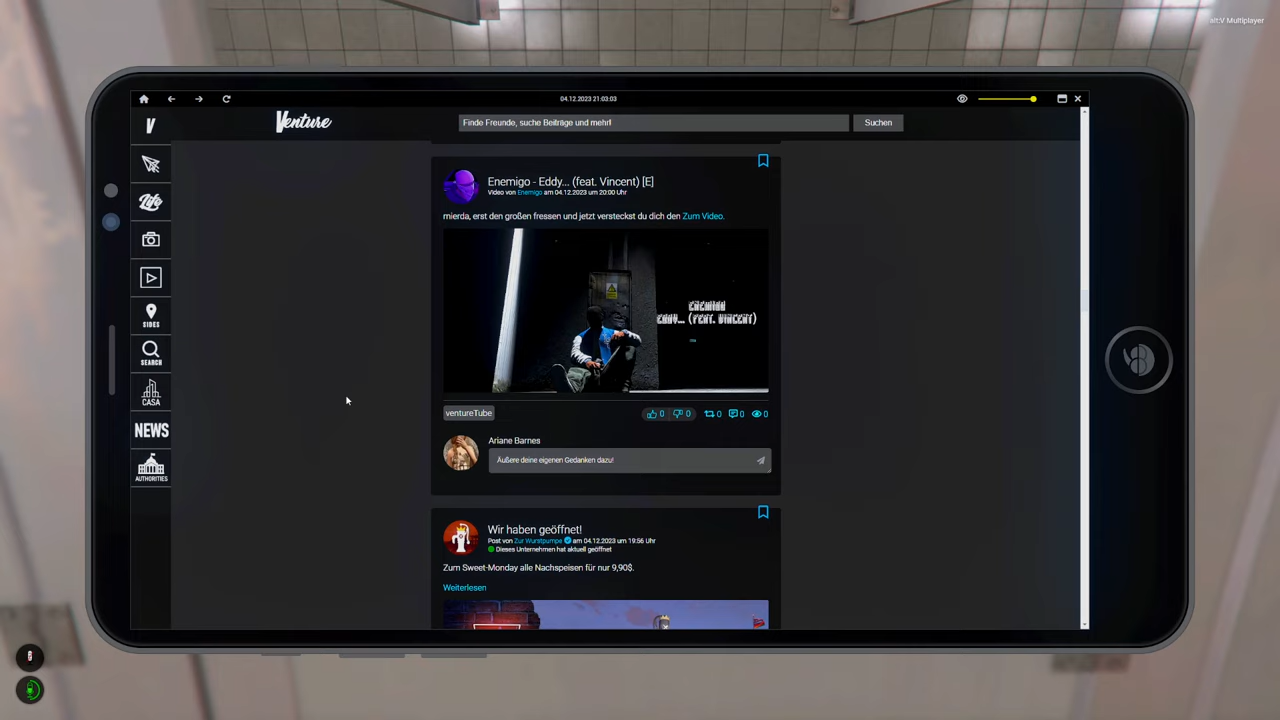 alt:V Multiplayer
04.12.2023 21:03:03
V
Venture
Finde Freunde, suche Beiträge und mehr!
Suchen
Life
SIDES
SEARCH
CASA
NEWS
AUTHORITIES
Enemigo - Eddy... (feat. Vincent) [E]
Video von Enemigo am 04.12.2023 um 20:00 Uhr
mierda, erst den großen fressen und jetzt versteckst du dich den Zum Video.
ENEMIGO
EDDY... (FEAT. VINCENT)
ventureTube
0 0 0 0 0
Ariane Barnes
Äußere deine eigenen Gedanken dazu!
Wir haben geöffnet!
Post von Zur Wurstpumpe am 04.12.2023 um 19:56 Uhr
Dieses Unternehmen hat aktuell geöffnet
Zum Sweet-Monday alle Nachspeisen für nur 9,90$.
Weiterlesen